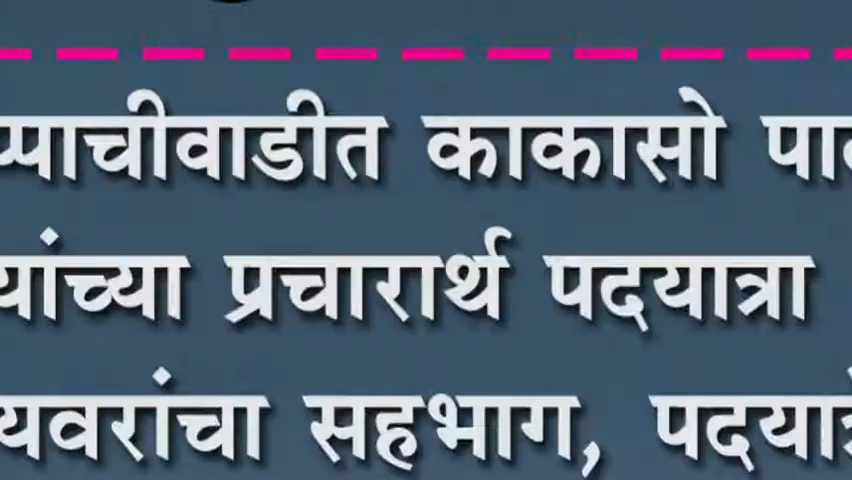 प्पाचीवाडीत काकासो पा
यांच्या प्रचारार्थ पदयात्रा
यवरांचा सहभाग, पदया